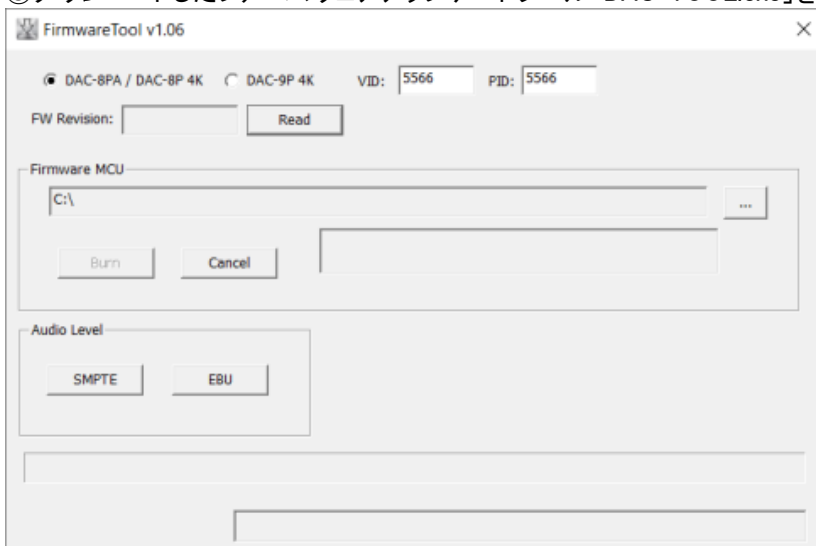 FirmwareTool v1.06
DAC-8PA / DAC-8P 4K DAC-9P 4K VID: 5566 PID: 5566
FW Revision: Read
Firmware MCU
C:\
...
Burn Cancel
Audio Level
SMPTE EBU